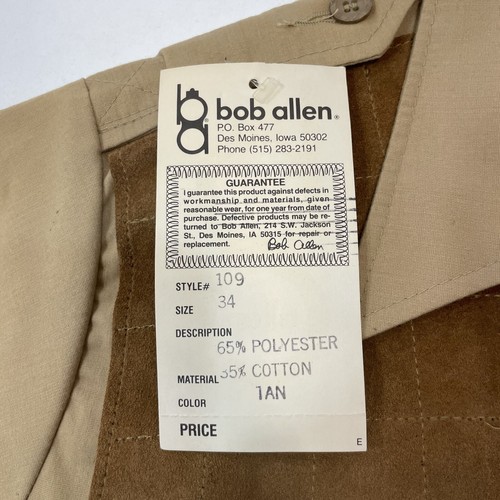 ba® bob allen®
P.O. Box 477
Des Moines, Iowa 50302
Phone (515) 283-2191
GUARANTEE
I guarantee this product against defects in
workmanship and materials, given
reasonable wear, for one year from date of
purchase. Defective products may be re-
turned to Bob Allen, 214 S.W. Jackson
St., Des Moines, IA 50315 for repair or
replacement. Bob Allen
STYLE# 109
SIZE 34
DESCRIPTION
65% POLYESTER
MATERIAL 35% COTTON
COLOR TAN
PRICE
E